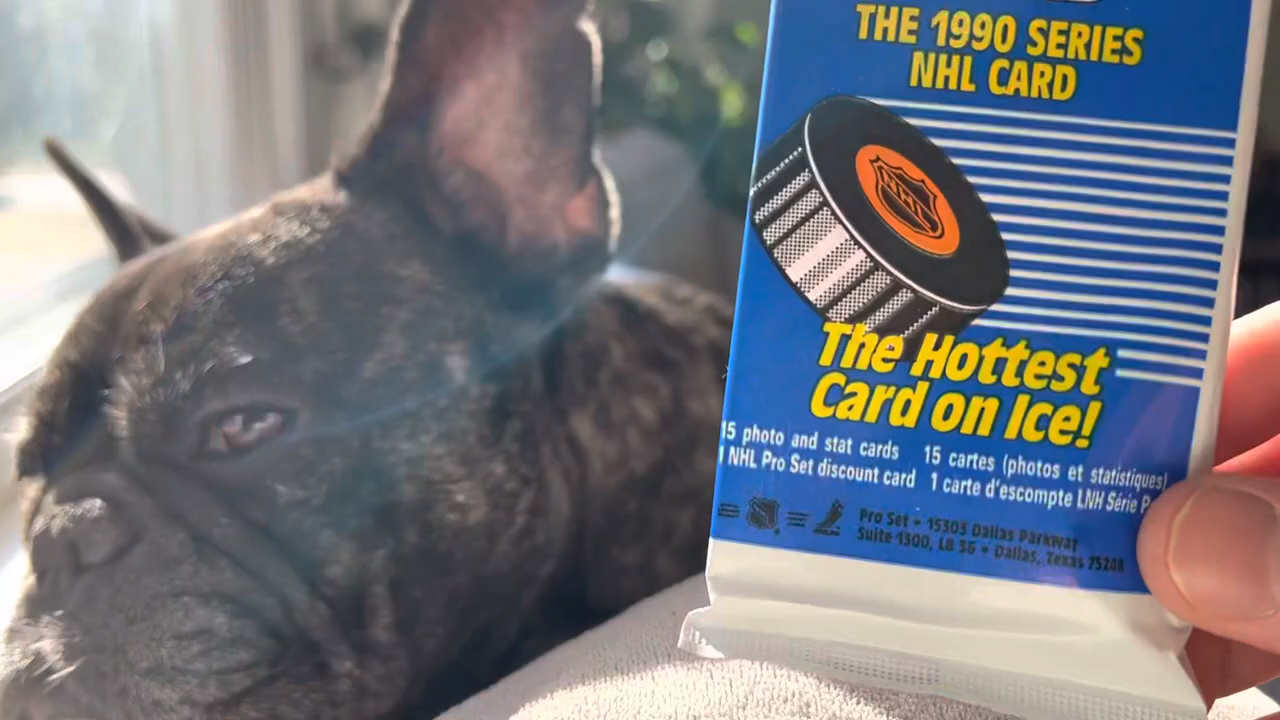 THE 1990 SERIES
NHL CARD
NHL
The Hottest
Card on Ice!
15 photo and stat cards
1 NHL Pro Set discount card
15 cartes (photos et statistiques)
1 carte d'escompte LNH Série
Pro Set • 15303 Dallas Parkway
Suite 1300, LB 36 • Dallas, Texas 75248